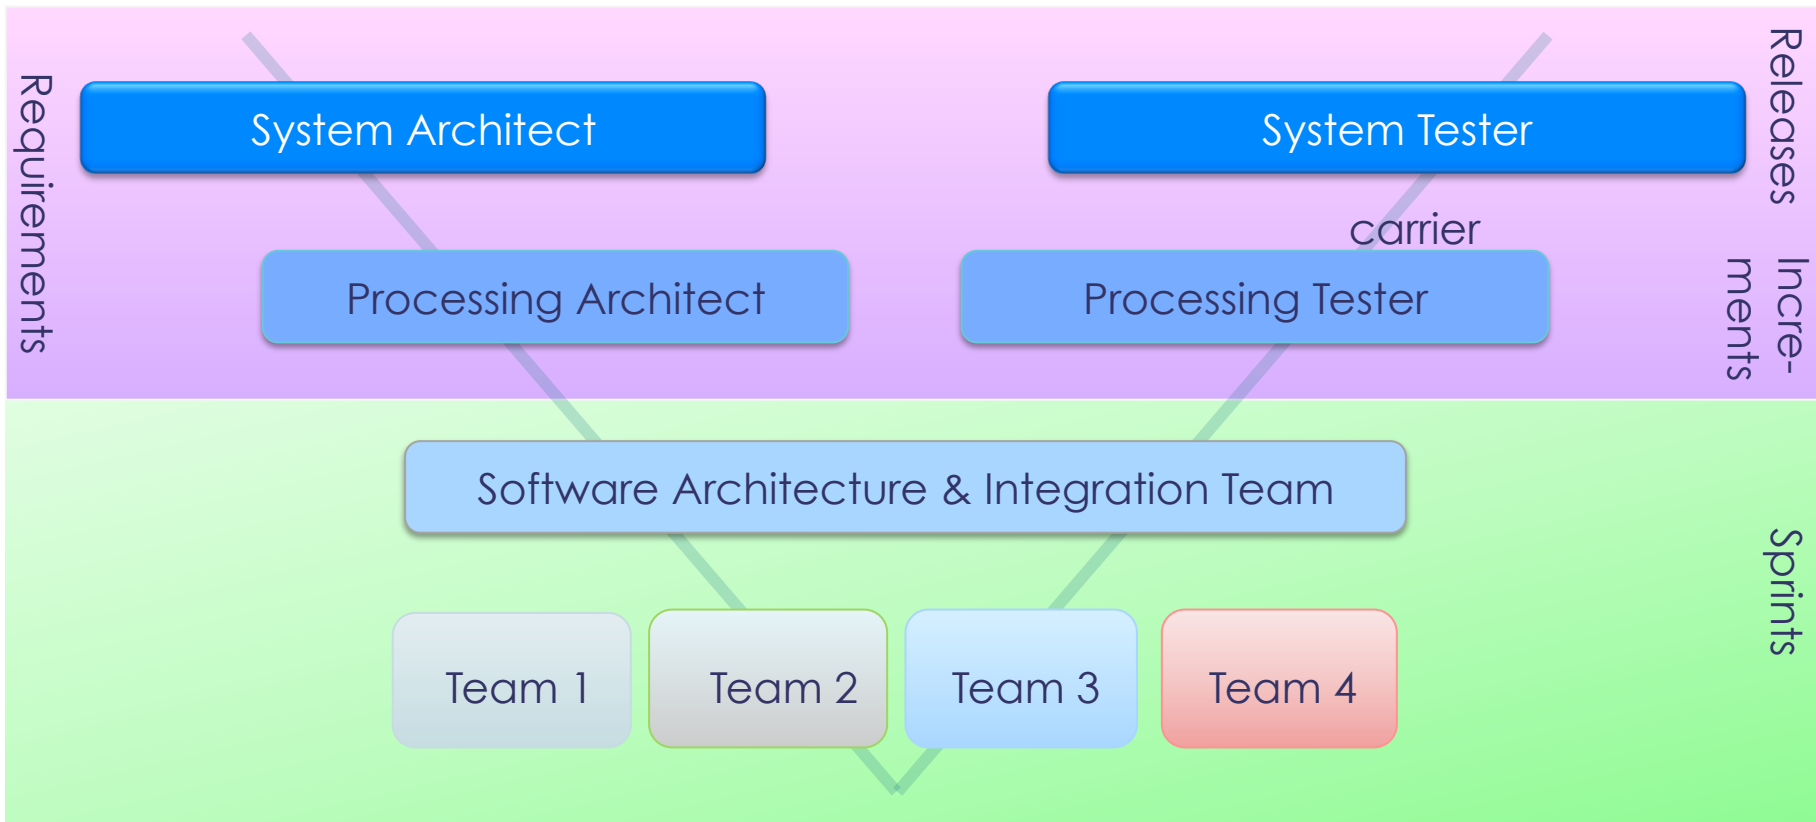 Requirements
System Architect
System Tester
Releases
carrier
Processing Architect
Processing Tester
Incre-
ments
Software Architecture & Integration Team
Sprints
Team 1
Team 2
Team 3
Team 4